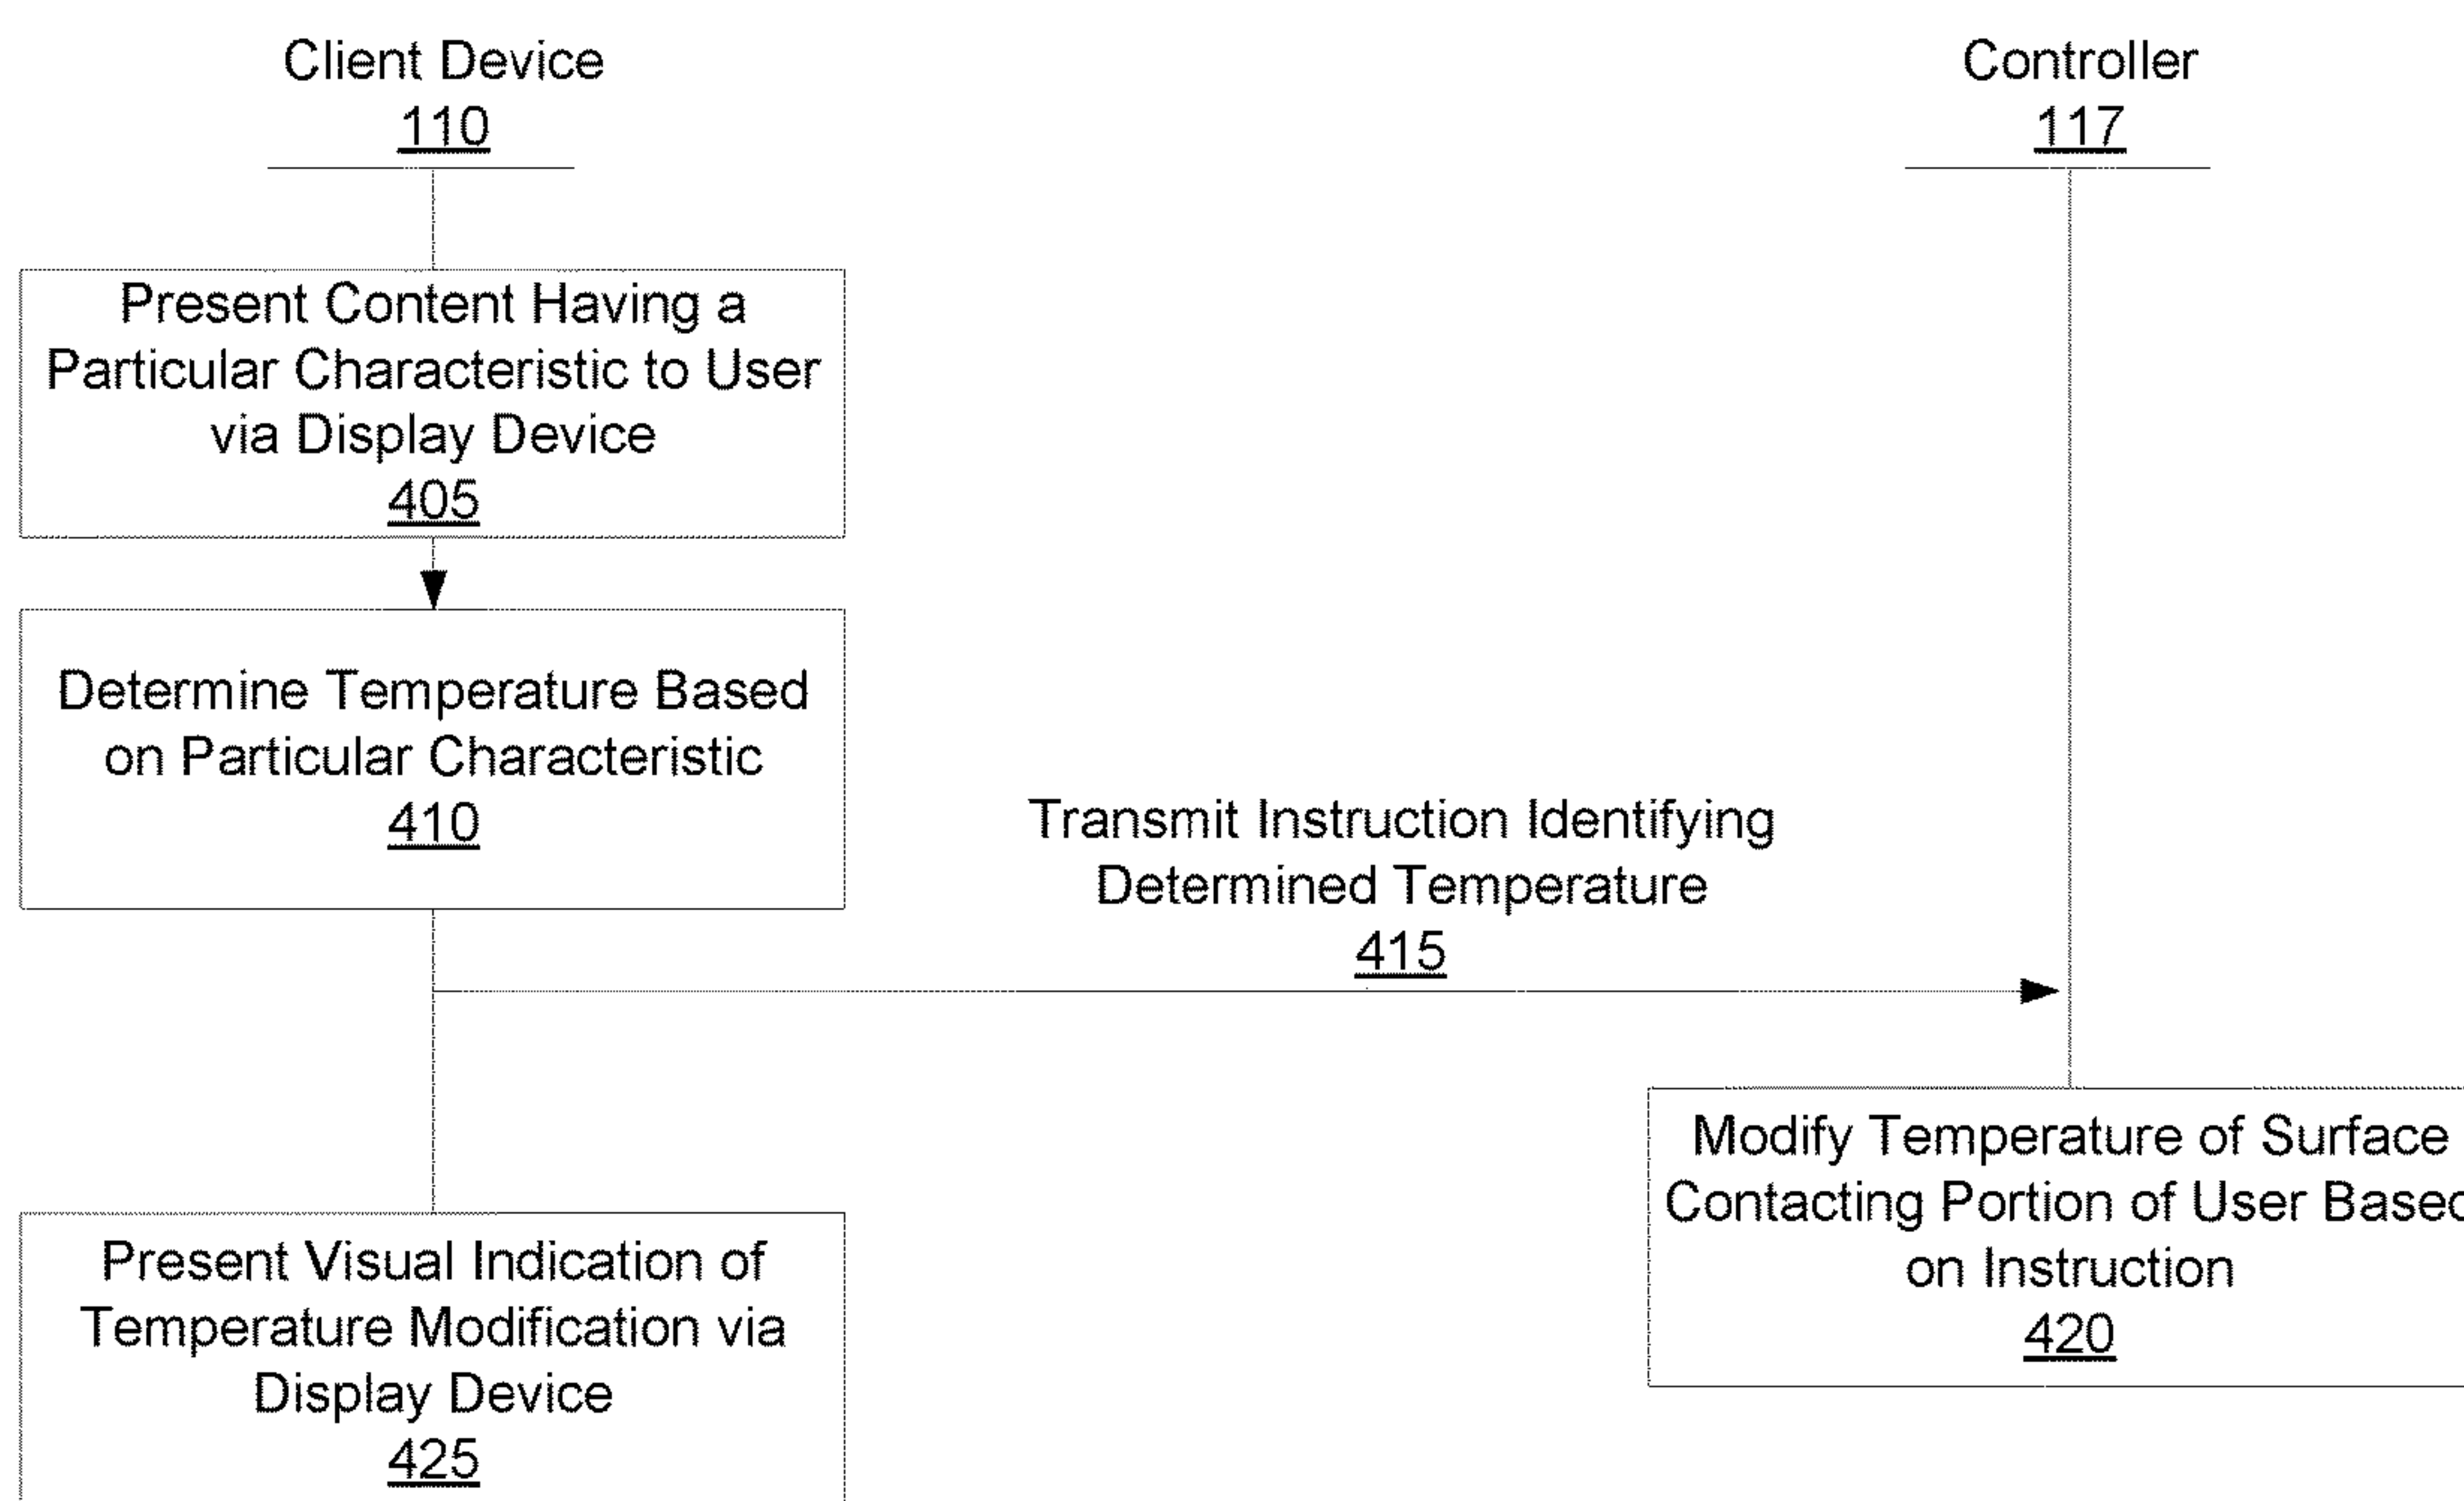 Client Device
110
Controller
117
Present Content Having a
Particular Characteristic to User
via Display Device
405
Determine Temperature Based
on Particular Characteristic
410
Transmit Instruction Identifying
Determined Temperature
415
Modify Temperature of Surface
Contacting Portion of User Based
on Instruction
420
Present Visual Indication of
Temperature Modification via
Display Device
425